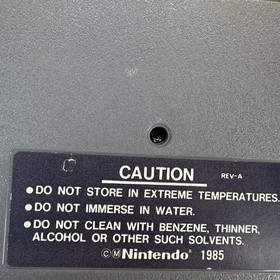 CAUTION REV-A
●DO NOT STORE IN EXTREME TEMPERATURES.
●DO NOT IMMERSE IN WATER.
●DO NOT CLEAN WITH BENZENE, THINNER,
ALCOHOL OR OTHER SUCH SOLVENTS.
©ⓂNintendo 1985